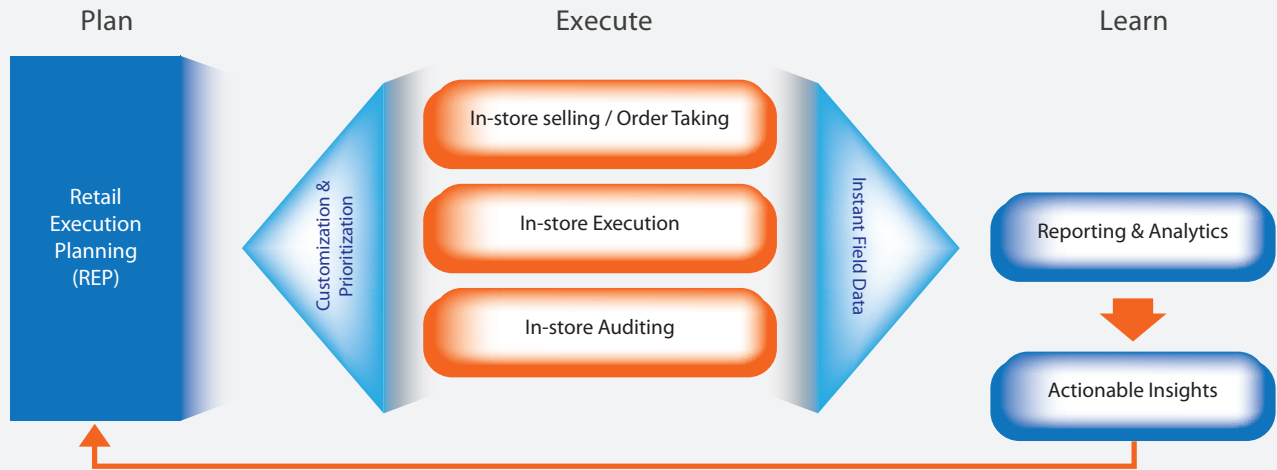 Plan
Execute
Learn
Retail
Execution
Planning
(REP)
Customization &
Prioritization
In-store selling / Order Taking
In-store Execution
In-store Auditing
Instant Field Data
Reporting & Analytics
Actionable Insights